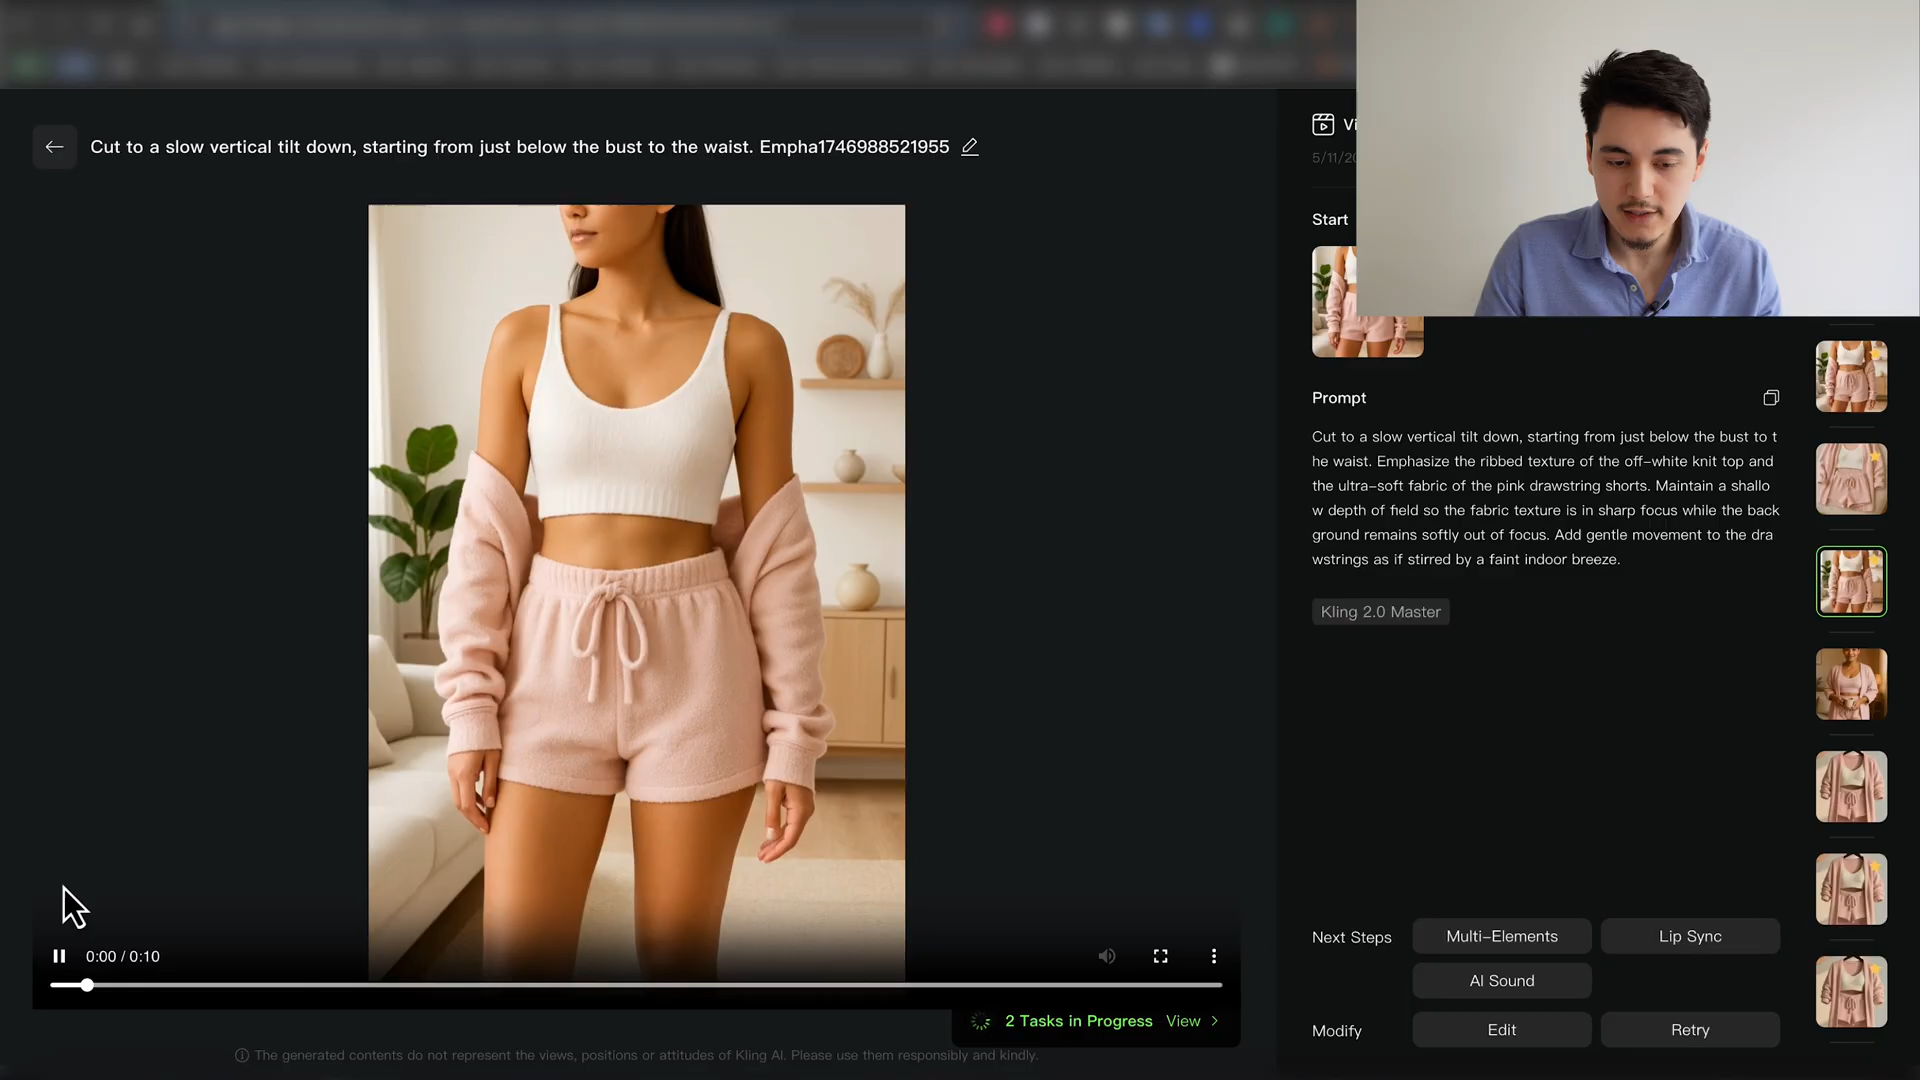 Cut to a slow vertical tilt down, starting from just below the bust to the waist. Empha1746988521955
Vi
5/11/20
Start
Prompt
Cut to a slow vertical tilt down, starting from just below the bust to t
he waist. Emphasize the ribbed texture of the off-white knit top and
the ultra-soft fabric of the pink drawstring shorts. Maintain a shallo
w depth of field so the fabric texture is in sharp focus while the back
ground remains softly out of focus. Add gentle movement to the dra
wstrings as if stirred by a faint indoor breeze.
Kling 2.0 Master
0:00 / 0:10
Next Steps
Multi-Elements
Lip Sync
AI Sound
2 Tasks in Progress View >
Modify
Edit
Retry
The generated contents do not represent the views, positions or attitudes of Kling AI. Please use them responsibly and kindly.